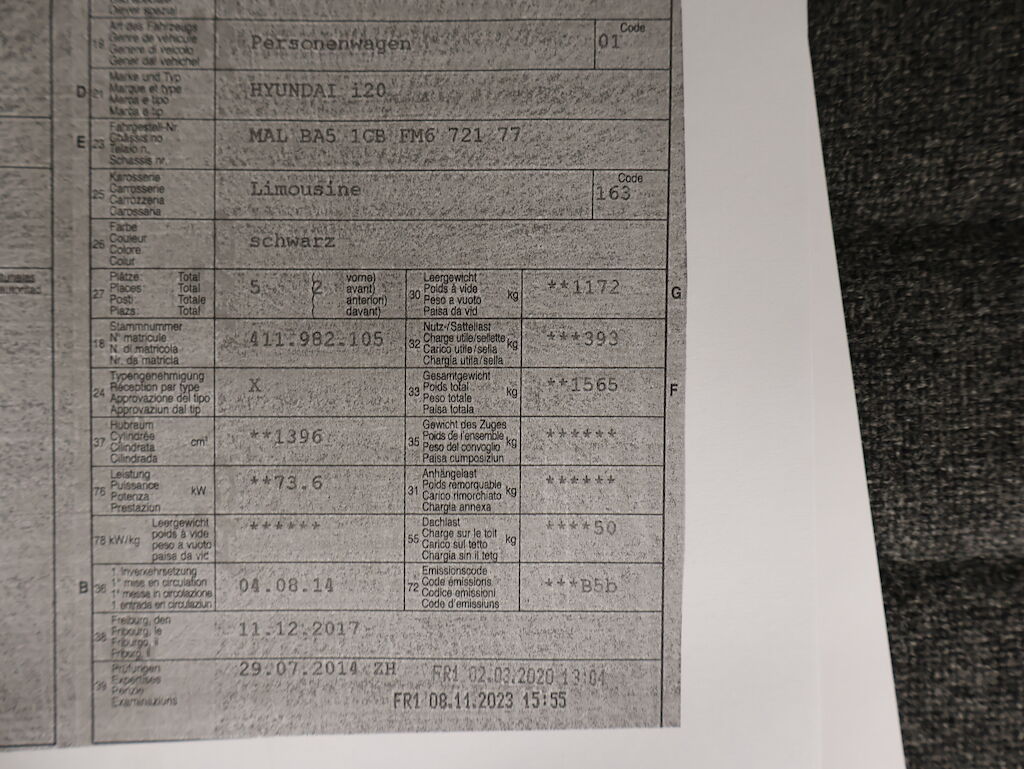 Divers spezial
18 Art des Fahrzeugs
Genre de véhicule
Genere di veicolo
Gener dal vehichel
Personenwagen
Code
01
D 21 Marke und Typ
Marque et type
Marca e tipo
Marca e tip
HYUNDAI i20
E 23 Fahrgestell-Nr.
Châssis no
Telaio n.
Schassis nr.
MAL BA5 1CB FM6 721 77
25 Karosserie
Carrosserie
Carrozzeria
Carossaria
Limousine
Code
163
26 Farbe
Couleur
Colore
Colur
schwarz
27 Plätze: Total
Places: Total
Posti: Totale
Plazs: Total
5 (2 vorne)
avant)
anteriori)
davant)
30 Leergewicht
Poids à vide
Peso a vuoto
Paisa da vid
kg
**1172
G
18 Stammnummer
N° matricule
N. di matricola
Nr. da matricla
411.982.105
32 Nutz-/Sattellast
Charge utile/sellette
Carico utile/sella
Chargia utila/sella
kg
***393
24 Typengenehmigung
Réception par type
Approvazione del tipo
Approvaziun dal tip
X
33 Gesamtgewicht
Poids total
Peso totale
Paisa totala
kg
**1565
F
37 Hubraum
Cylindrée
Cilindrata
Cilindrada
cm³
**1396
35 Gewicht des Zuges
Poids de l'ensemble
Peso del convoglio
Paisa cumposiziun
kg
******
76 Leistung
Puissance
Potenza
Prestaziun
kW
**73.6
31 Anhängelast
Poids remorquable
Carico rimorchiato
Chargia annexa
kg
******
78 kW/kg Leergewicht
poids à vide
peso a vuoto
paisa da vid
******
55 Dachlast
Charge sur le toit
Carico sul tetto
Chargia sin il tetg
kg
****50
B 36 1. Inverkehrsetzung
1re mise en circulation
1a messa in circolazione
1 entrada en circulaziun
04.08.14
72 Emissionscode
Code émissions
Codice emissioni
Code d'emissiuns
***B5b
38 Freiburg, den
Fribourg, le
Friburgo, il
Friburg, il
11.12.2017
39 Prüfungen
Expertises
Perizie
Examinaziuns
29.07.2014 ZH FR1 02.03.2020 13:04
FR1 08.11.2023 15:55